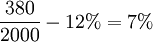 380/2000 − 12% = 7%